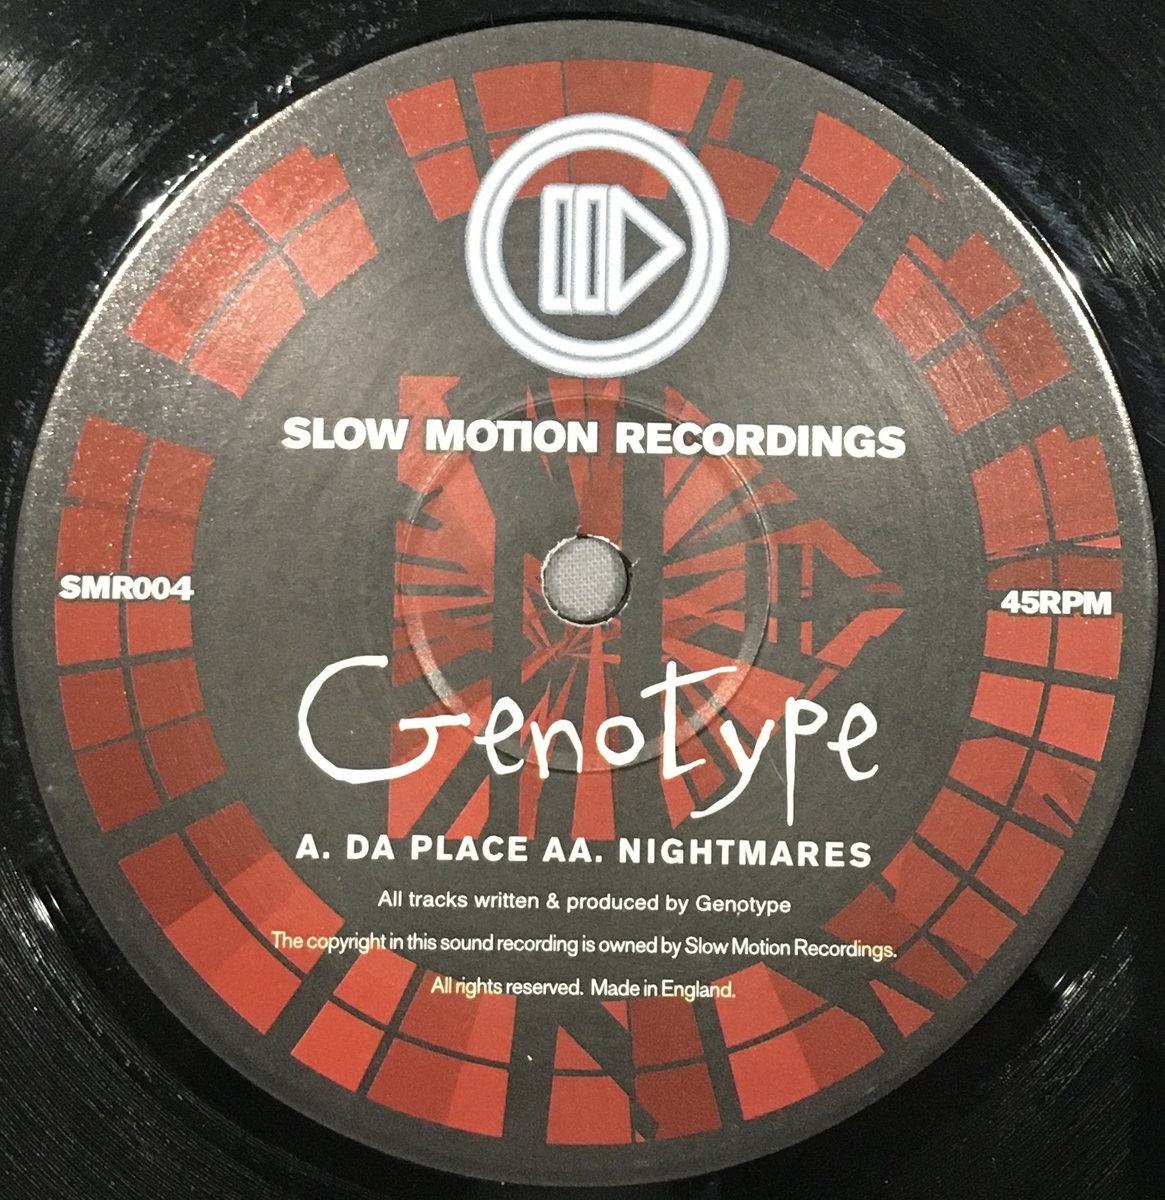 SLOW MOTION RECORDINGS
SMR004
45RPM
Genotype
A. DA PLACE AA. NIGHTMARES
All tracks written & produced by Genotype
The copyright in this sound recording is owned by Slow Motion Recordings.
All rights reserved. Made in England.